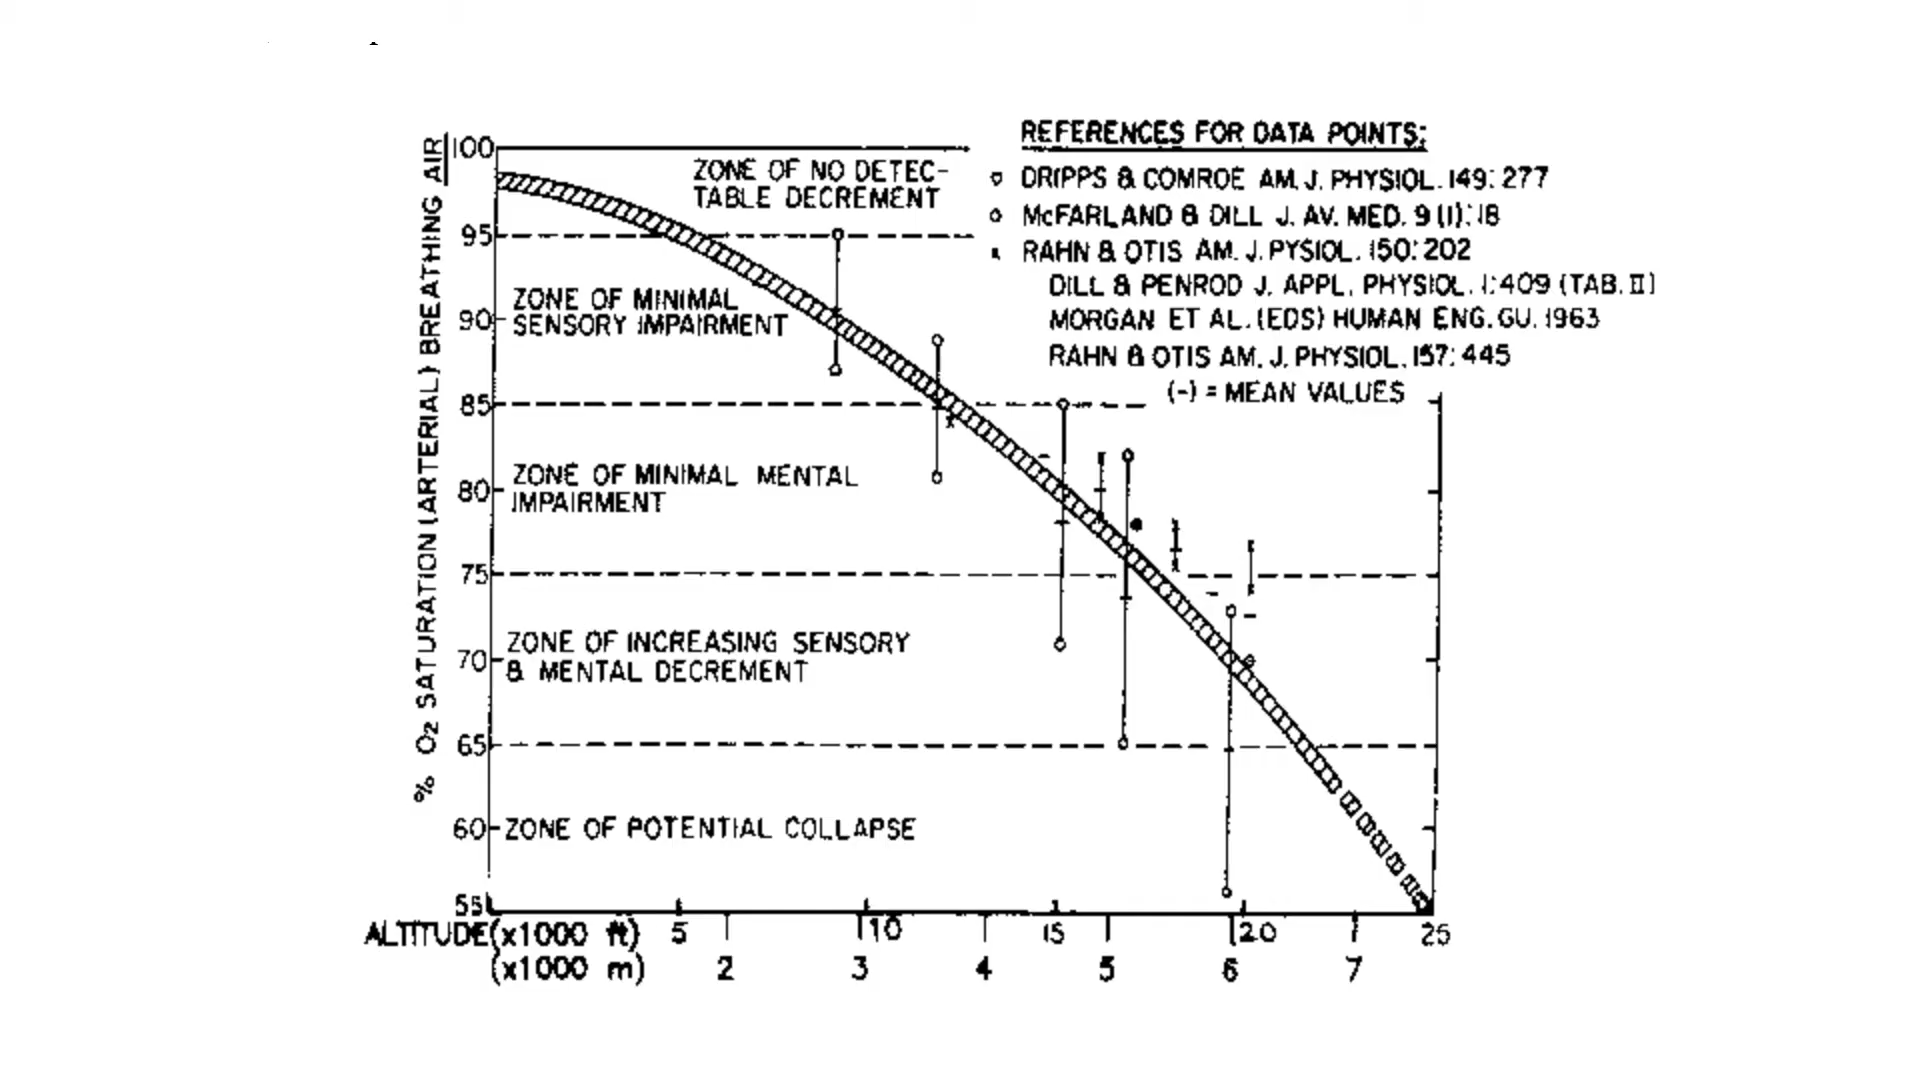 REFERENCES FOR DATA POINTS:
DRIPPS & COMROE AM. J. PHYSIOL. 149: 277
McFARLAND & DILL J. AV. MED. 9 (1): 18
RAHN & OTIS AM. J. PYSIOL. 150: 202
DILL & PENROD J. APPL. PHYSIOL. 1: 409 (TAB. II)
MORGAN ET AL. (EDS) HUMAN ENG. GU. 1963
RAHN & OTIS AM. J. PHYSIOL. 157: 445
(-) = MEAN VALUES
% O2 SATURATION (ARTERIAL) BREATHING AIR
100
95
90
85
80
75
70
65
60
55
ZONE OF NO DETEC-
TABLE DECREMENT
ZONE OF MINIMAL
SENSORY IMPAIRMENT
ZONE OF MINIMAL MENTAL
IMPAIRMENT
ZONE OF INCREASING SENSORY
& MENTAL DECREMENT
ZONE OF POTENTIAL COLLAPSE
ALTITUDE (x1000 ft) 5 10 15 20 25
(x1000 m) 2 3 4 5 6 7